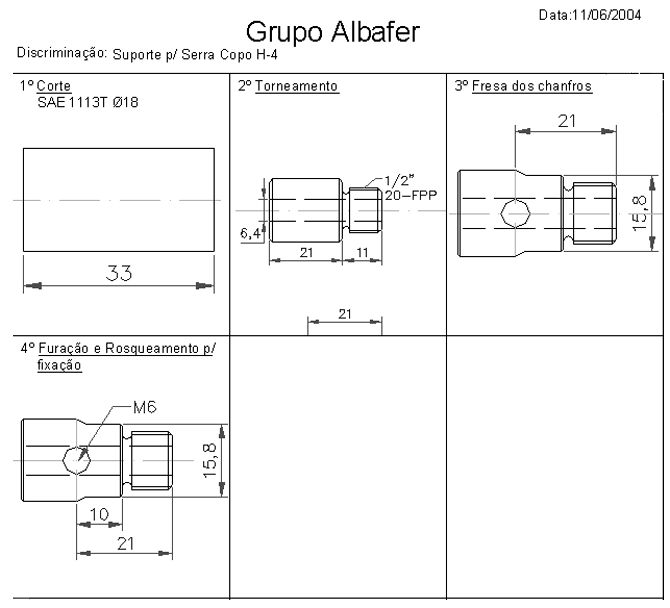 Data:11/06/2004
Grupo Albafer
Discriminação: Suporte p/ Serra Copo H-4
1º Corte
SAE 1113T Ø18
33
2º Torneamento
1/2"
20-FPP
6,4
21
11
21
3º Fresa dos chanfros
21
15,8
4º Furação e Rosqueamento p/
fixação
M6
15,8
10
21